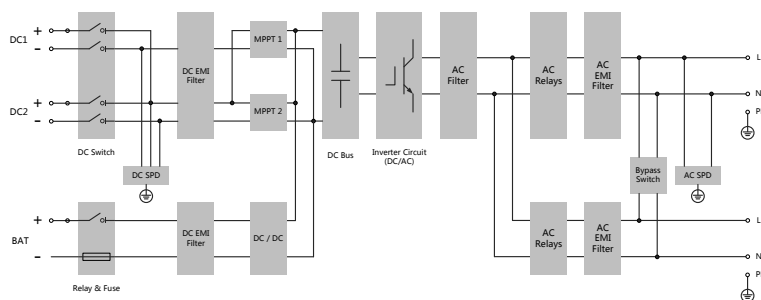 DC1
+
−
DC2
+
−
DC Switch
DC SPD
DC EMI
Filter
MPPT 1
MPPT 2
DC Bus
Inverter Circuit
(DC/AC)
AC
Filter
AC
Relays
AC
EMI
Filter
L
N
P
Bypass
Switch
AC SPD
BAT
+
−
Relay & Fuse
DC EMI
Filter
DC / DC
AC
Relays
AC
EMI
Filter
L
N
P